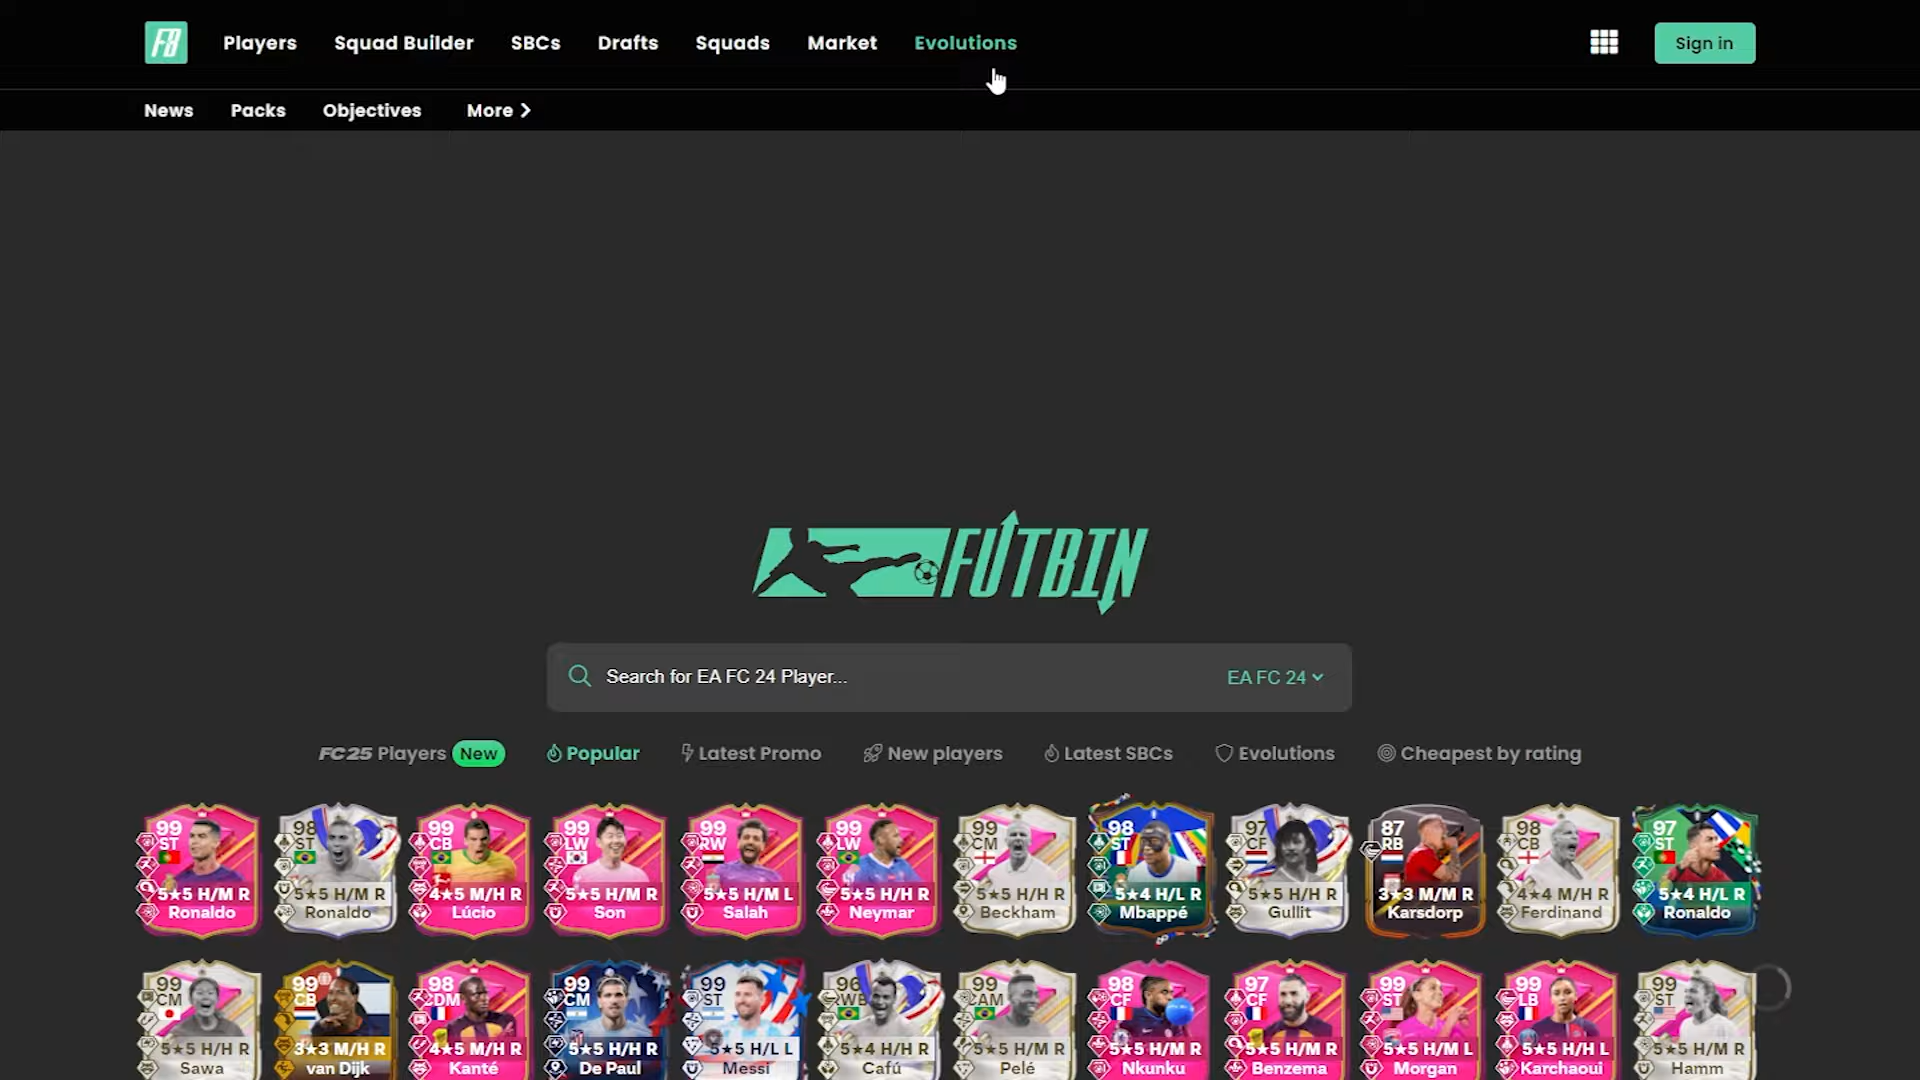 F8 Players Squad Builder SBCs Drafts Squads Market Evolutions Sign in
News Packs Objectives More
FUTBIN
Search for EA FC 24 Player... EA FC 24
FC25 Players New Popular Latest Promo New players Latest SBCs Evolutions Cheapest by rating
99 98 99 99 99 99 99 98 97 87 98 97
ST ST CB LW RW LW CM ST CF RB CB ST
5★5 H/M R 5★5 H/M R 4★5 M/H R 5★5 H/M R 5★5 H/M L 5★5 H/H R 5★5 H/H R 5★4 H/L R 5★5 H/H R 3★3 M/M R 4★4 M/H R 5★4 H/L R
Ronaldo Ronaldo Lúcio Son Salah Neymar Beckham Mbappé Gullit Karsdorp Ferdinand Ronaldo
99 99 98 99 99 96 99 98 97 99 99 99
CM CB CDM CM ST WB CAM CF CF ST LB ST
5★5 H/H R 3★3 M/H R 4★5 M/H R 5★5 H/H R 5★5 H/L L 5★4 H/H R 5★5 H/M R 5★5 H/M R 5★5 H/M R 5★5 H/M L 5★5 H/H L 5★5 H/M R
Sawa van Dijk Kanté De Paul Messi Cafú Pelé Nkunku Benzema Morgan Karchaoui Hamm